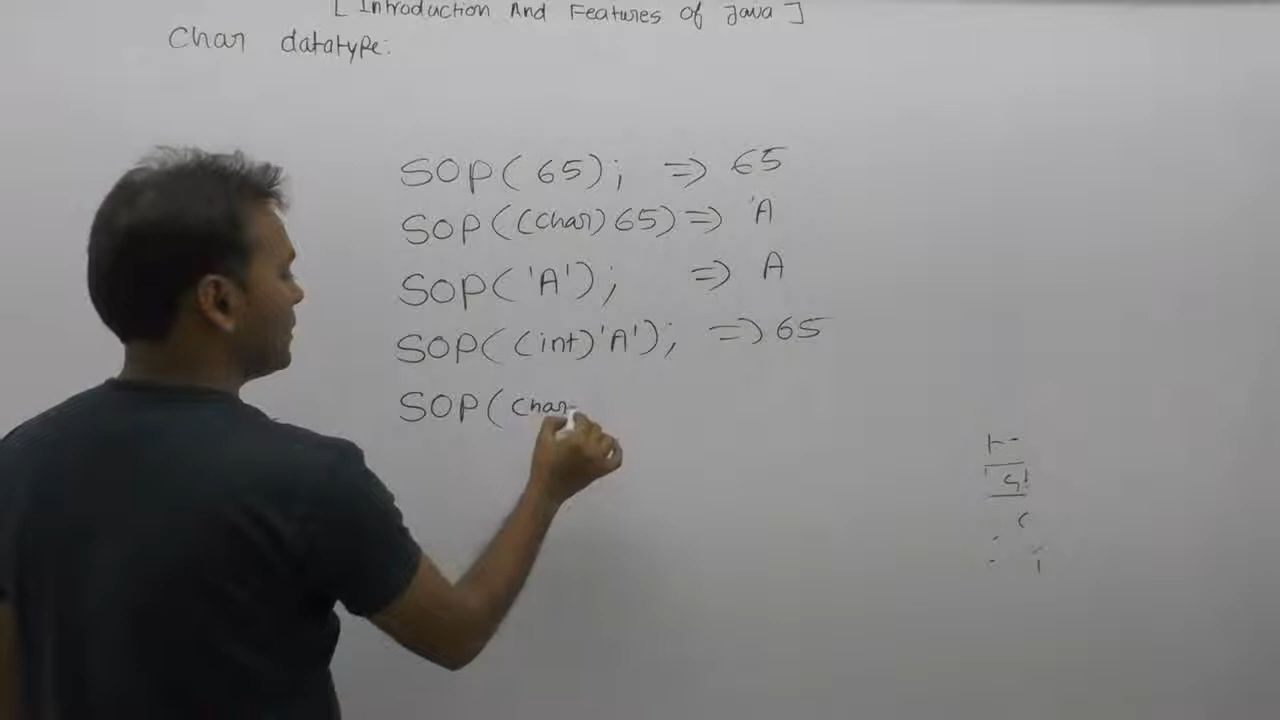 [ Introduction And Features Of Java ]
Char datatype:
SOP( 65); => 65
SOP((char)65) => 'A
SOP('A'); => A
SOP((int)'A'); => 65
SOP(char